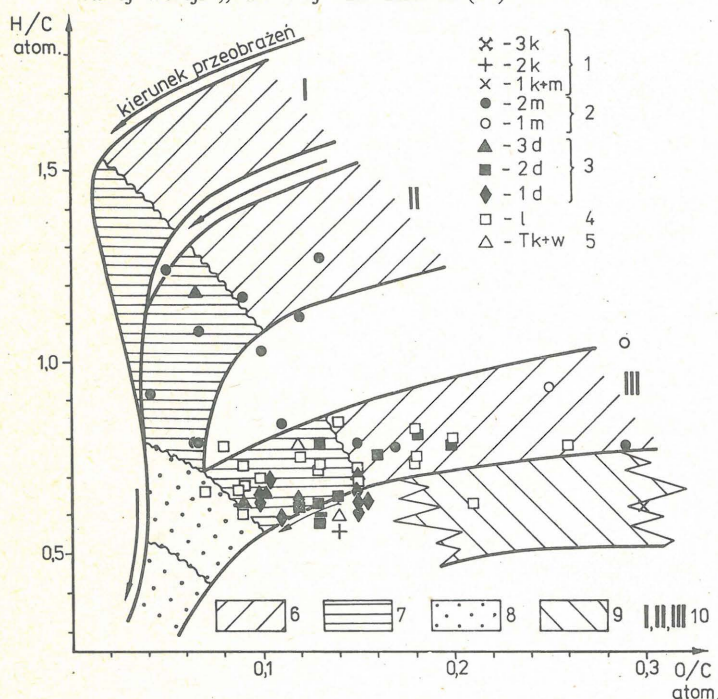 H/C
atom.
kierunek przeobrażeń
I
II
III
-3k
-2k
-1k+m
1
-2m
-1m
2
-3d
-2d
-1d
3
-l 4
-Tk+w 5
1,5
1,0
0,5
6
7
8
9
I,II,III 10
0,1
0,2
0,3
O/C
atom.